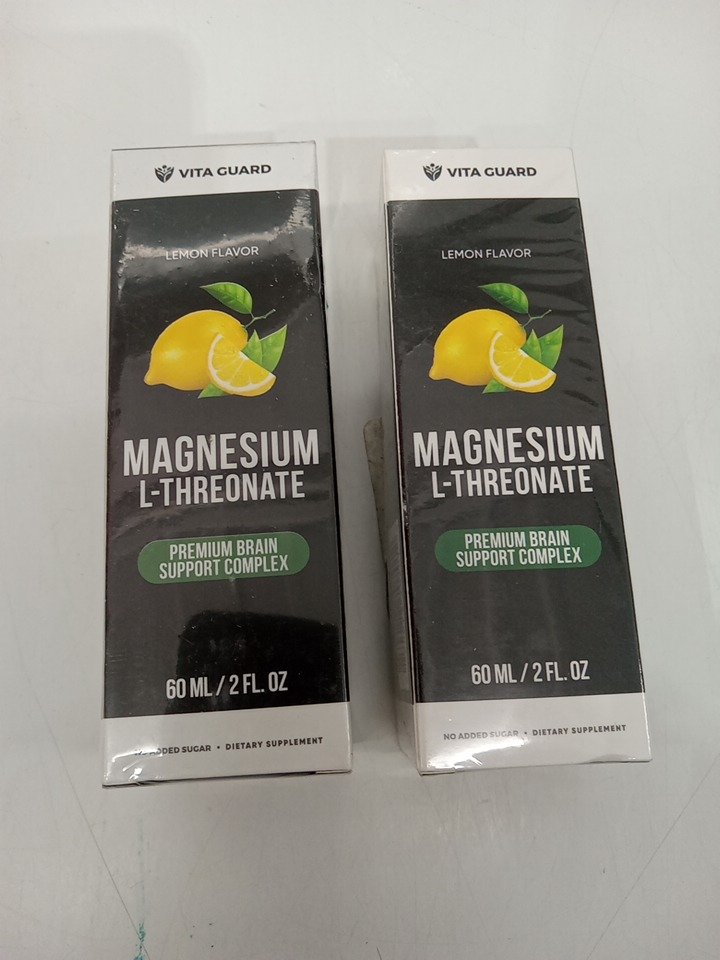 VITA GUARD
LEMON FLAVOR
MAGNESIUM
L-THREONATE
PREMIUM BRAIN
SUPPORT COMPLEX
60 ML / 2 FL. OZ
NO ADDED SUGAR • DIETARY SUPPLEMENT
VITA GUARD
LEMON FLAVOR
MAGNESIUM
L-THREONATE
PREMIUM BRAIN
SUPPORT COMPLEX
60 ML / 2 FL. OZ
NO ADDED SUGAR • DIETARY SUPPLEMENT